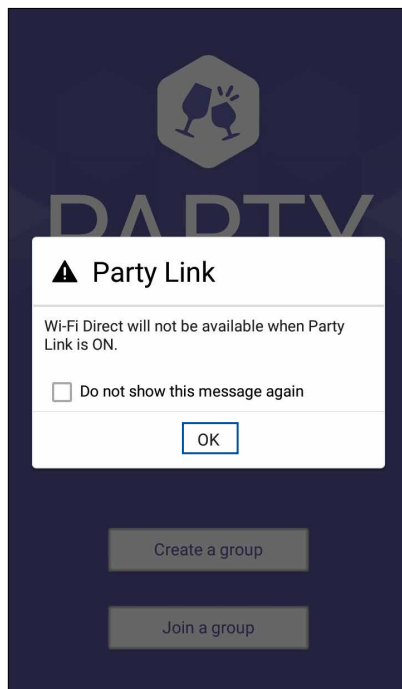 PARTY
Party Link
Wi-Fi Direct will not be available when Party
Link is ON.
Do not show this message again
OK
Create a group
Join a group